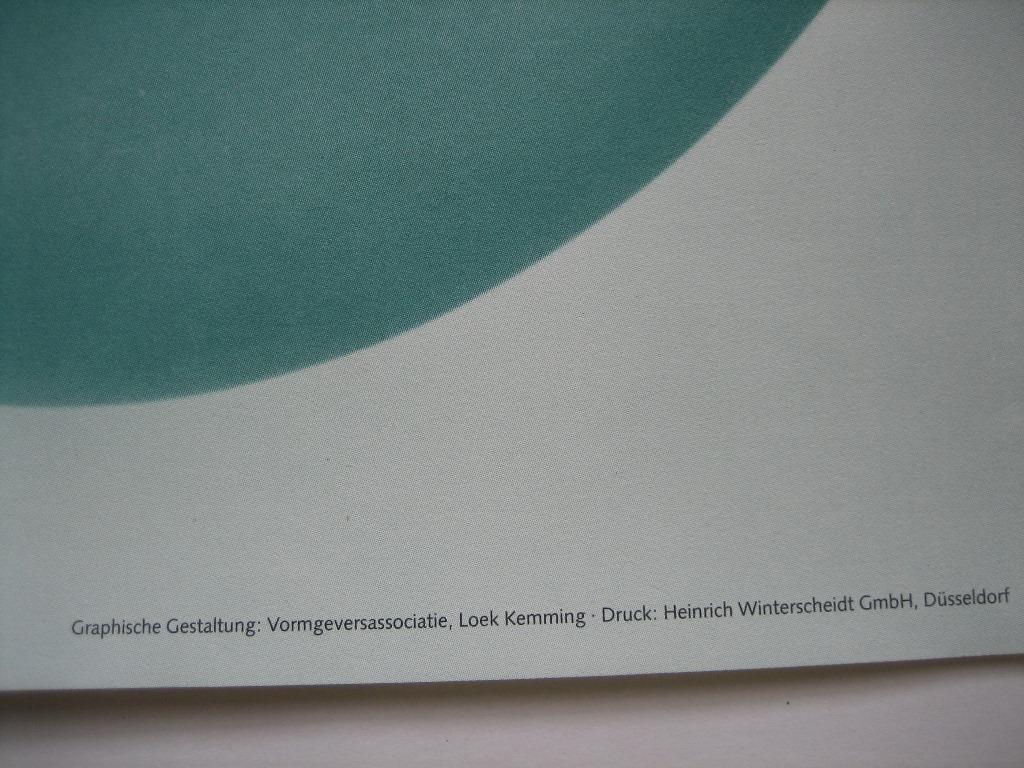 Graphische Gestaltung: Vormgeversassociatie, Loek Kemming · Druck: Heinrich Winterscheidt GmbH, Düsseldorf